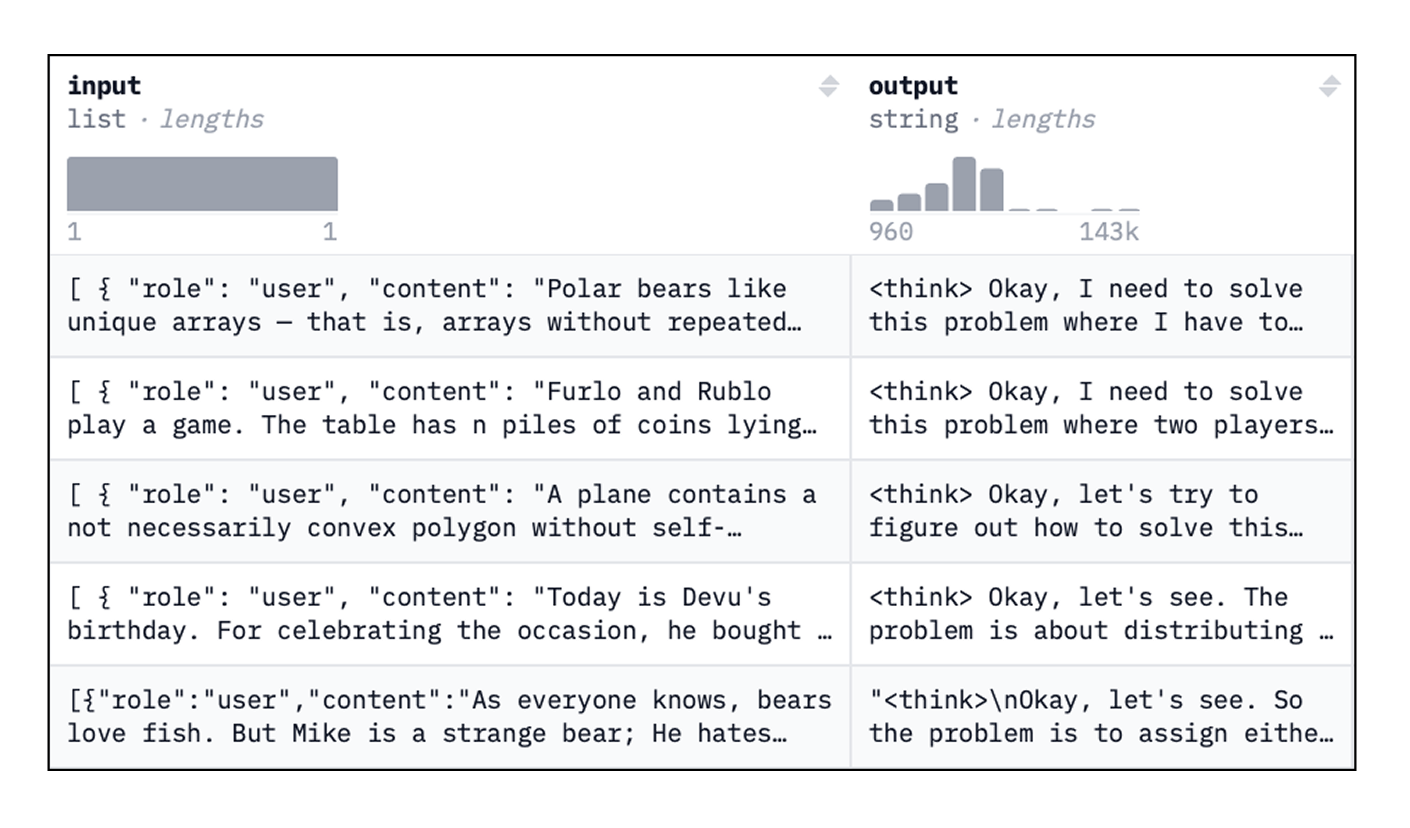 input
list · lengths
1 1
output
string · lengths
960 143k
[ { "role": "user", "content": "Polar bears like
unique arrays — that is, arrays without repeated…
<think> Okay, I need to solve
this problem where I have to…
[ { "role": "user", "content": "Furlo and Rublo
play a game. The table has n piles of coins lying…
<think> Okay, I need to solve
this problem where two players…
[ { "role": "user", "content": "A plane contains a
not necessarily convex polygon without self-…
<think> Okay, let's try to
figure out how to solve this…
[ { "role": "user", "content": "Today is Devu's
birthday. For celebrating the occasion, he bought …
<think> Okay, let's see. The
problem is about distributing …
[{"role":"user","content":"As everyone knows, bears
love fish. But Mike is a strange bear; He hates…
"<think>\nOkay, let's see. So
the problem is to assign eithe…